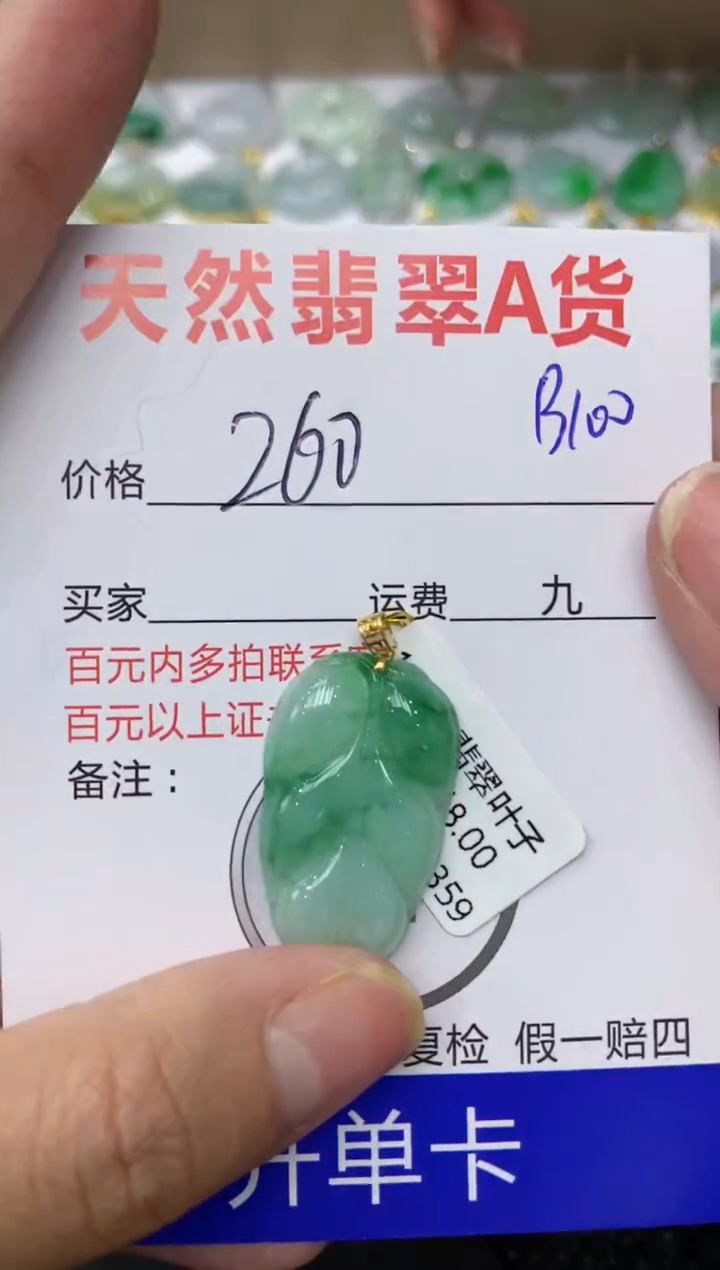 天然翡翠A货
B100
价格 260
买家 运费 九
百元内多拍联系
百元以上证
备注：
翡翠叶子
8.00
359
复检 假一赔四
开单卡